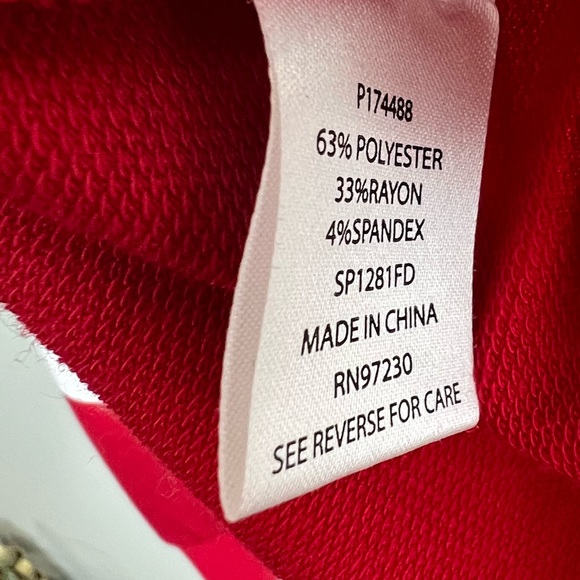 P174488
63% POLYESTER
33%RAYON
4%SPANDEX
SP1281FD
MADE IN CHINA
RN97230
SEE REVERSE FOR CARE